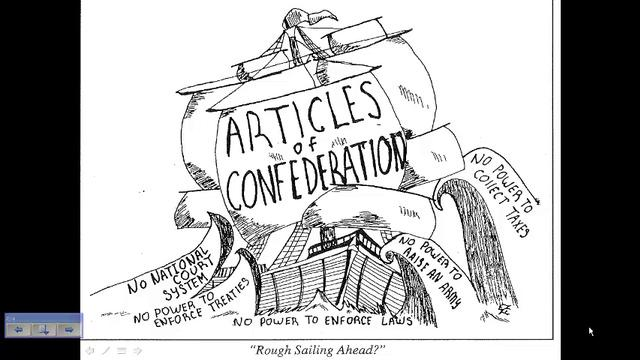 ARTICLES
of
CONFEDERATION
NO POWER TO
COLLECT TAXES
NO NATIONAL
COURT
SYSTEM
NO POWER TO
ENFORCE TREATIES
NO POWER TO
RAISE AN ARMY
NO POWER TO ENFORCE LAWS
"Rough Sailing Ahead?"